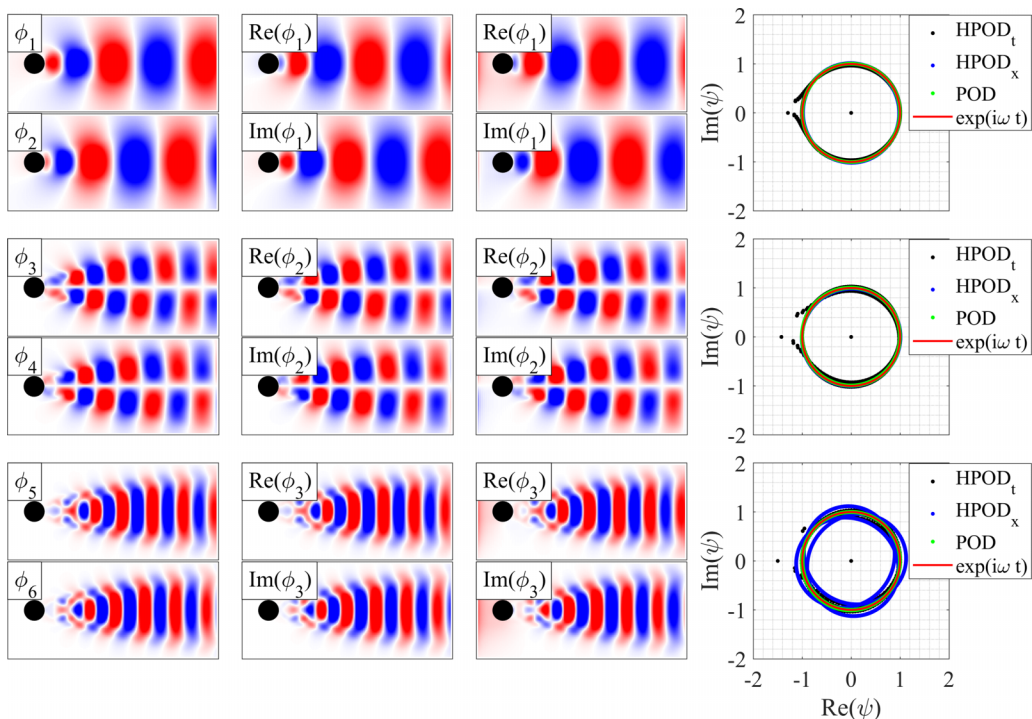 ϕ1
Re(ϕ1)
Re(ϕ1)
ϕ2
Im(ϕ1)
Im(ϕ1)
2
1
0
-1
-2
Im(ψ)
HPODt
HPODx
POD
exp(iω t)
ϕ3
Re(ϕ2)
Re(ϕ2)
ϕ4
Im(ϕ2)
Im(ϕ2)
2
1
0
-1
-2
Im(ψ)
HPODt
HPODx
POD
exp(iω t)
ϕ5
Re(ϕ3)
Re(ϕ3)
ϕ6
Im(ϕ3)
Im(ϕ3)
2
1
0
-1
-2
Im(ψ)
HPODt
HPODx
POD
exp(iω t)
-2 -1 0 1 2
Re(ψ)